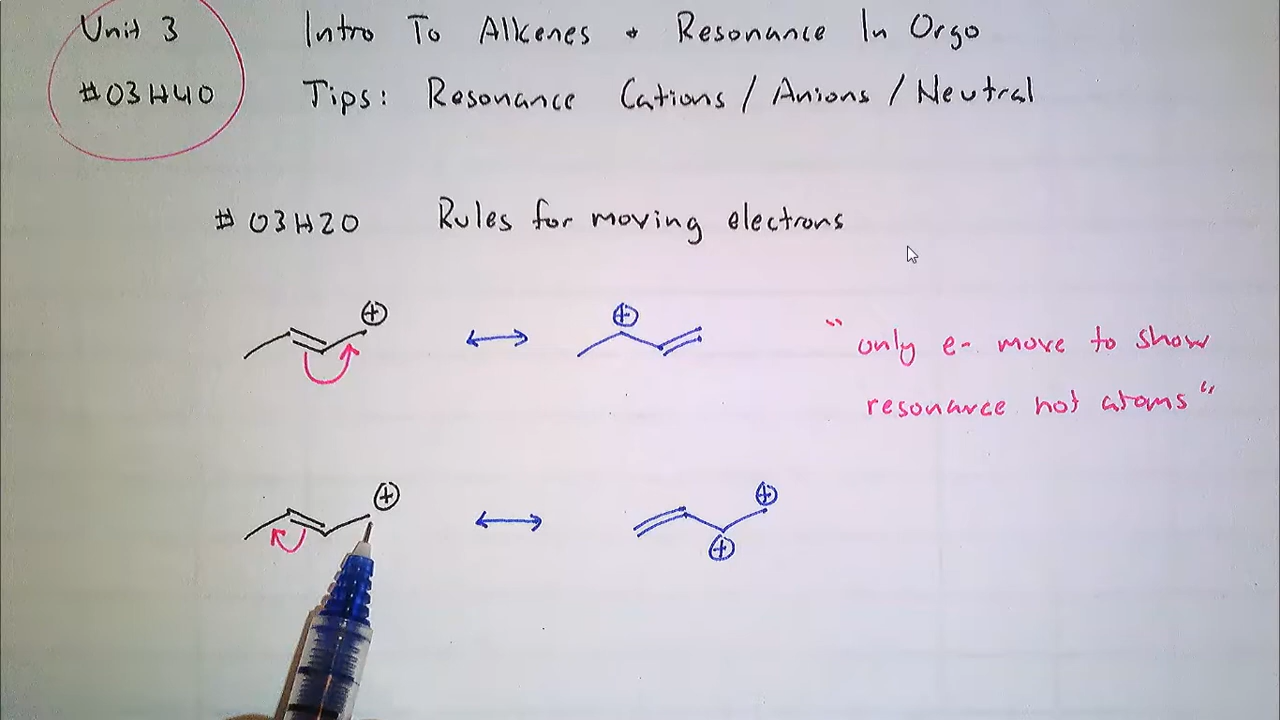 Unit 3 Intro To Alkenes + Resonance In Orgo
#03H40 Tips: Resonance Cations / Anions / Neutral
#03H20 Rules for moving electrons
+ + "only e- move to show
resonance not atoms"
+ +
+